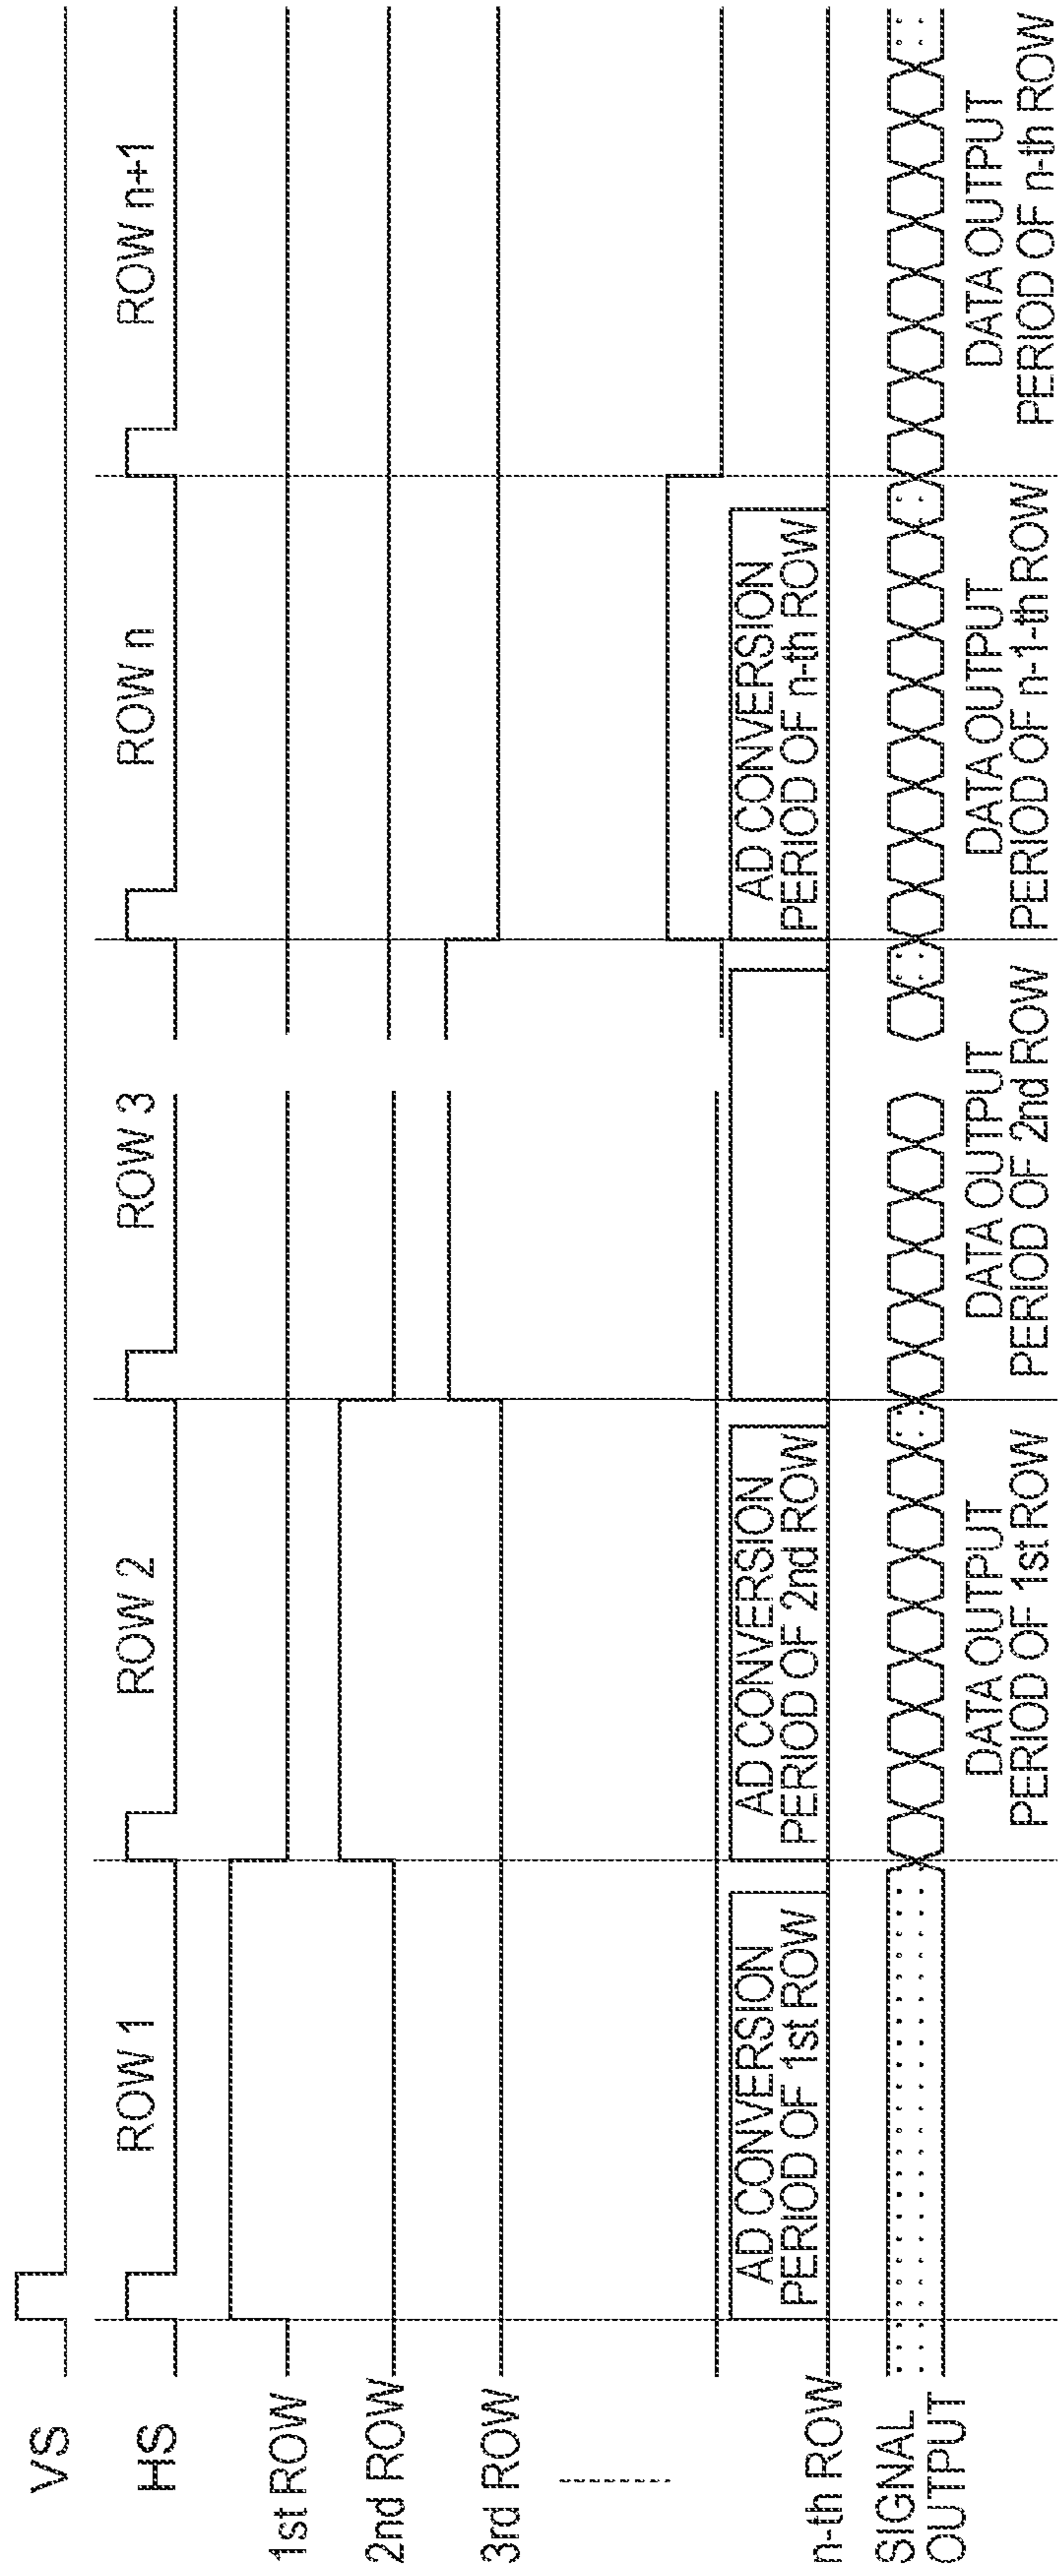 VS
HS
ROW 1
ROW 2
ROW 3
ROW n
ROW n+1
1st ROW
2nd ROW
3rd ROW
n-th ROW
AD CONVERSION
PERIOD OF 1st ROW
AD CONVERSION
PERIOD OF 2nd ROW
AD CONVERSION
PERIOD OF n-th ROW
SIGNAL
OUTPUT
DATA OUTPUT
PERIOD OF 1st ROW
DATA OUTPUT
PERIOD OF 2nd ROW
DATA OUTPUT
PERIOD OF n-1-th ROW
DATA OUTPUT
PERIOD OF n-th ROW